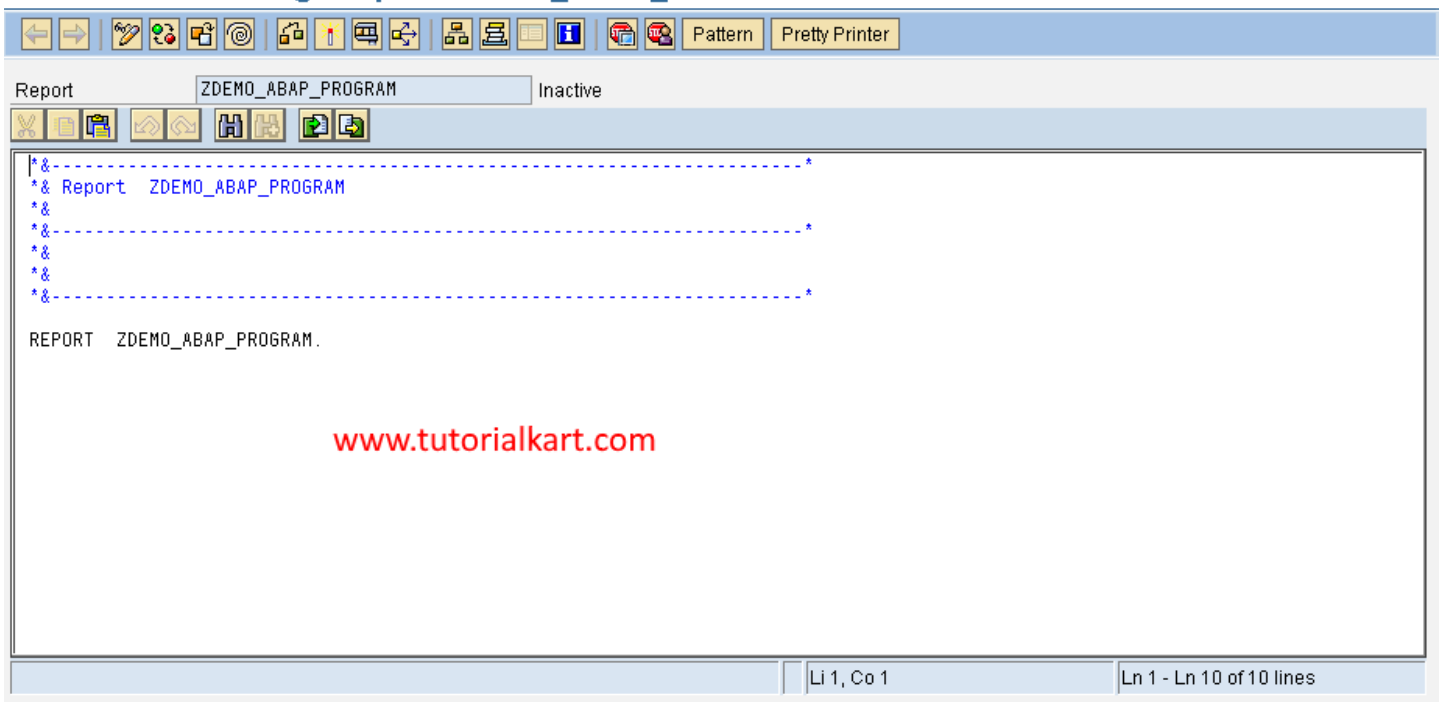 Pattern Pretty Printer
Report ZDEMO_ABAP_PROGRAM Inactive
*&---------------------------------------------------------------------*
*& Report  ZDEMO_ABAP_PROGRAM
*&
*&---------------------------------------------------------------------*
*&
*&
*&---------------------------------------------------------------------*
REPORT  ZDEMO_ABAP_PROGRAM.
www.tutorialkart.com
Li 1, Co 1 Ln 1 - Ln 10 of 10 lines